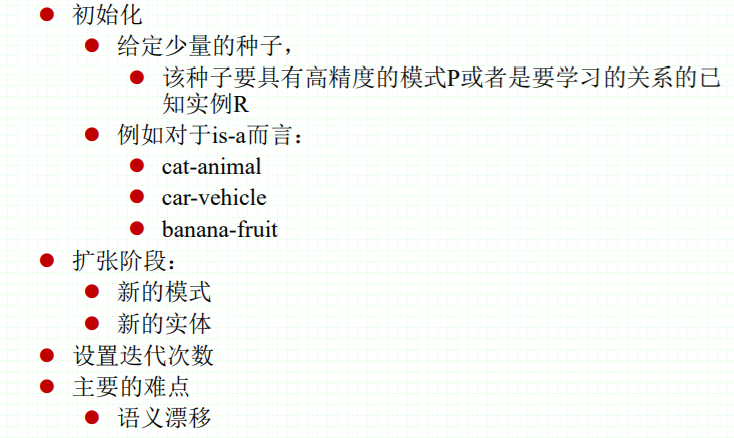 初始化
给定少量的种子，
该种子要具有高精度的模式P或者是要学习的关系的已
知实例R
例如对于is-a而言：
cat-animal
car-vehicle
banana-fruit
扩张阶段：
新的模式
新的实体
设置迭代次数
主要的难点
语义漂移